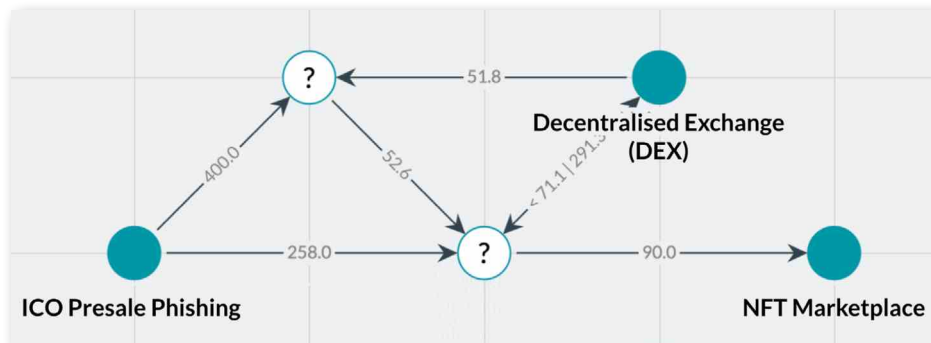 ?
51.8
Decentralised Exchange
(DEX)
400.0
52.6
< 71.1 | 291.
258.0
?
90.0
ICO Presale Phishing
NFT Marketplace